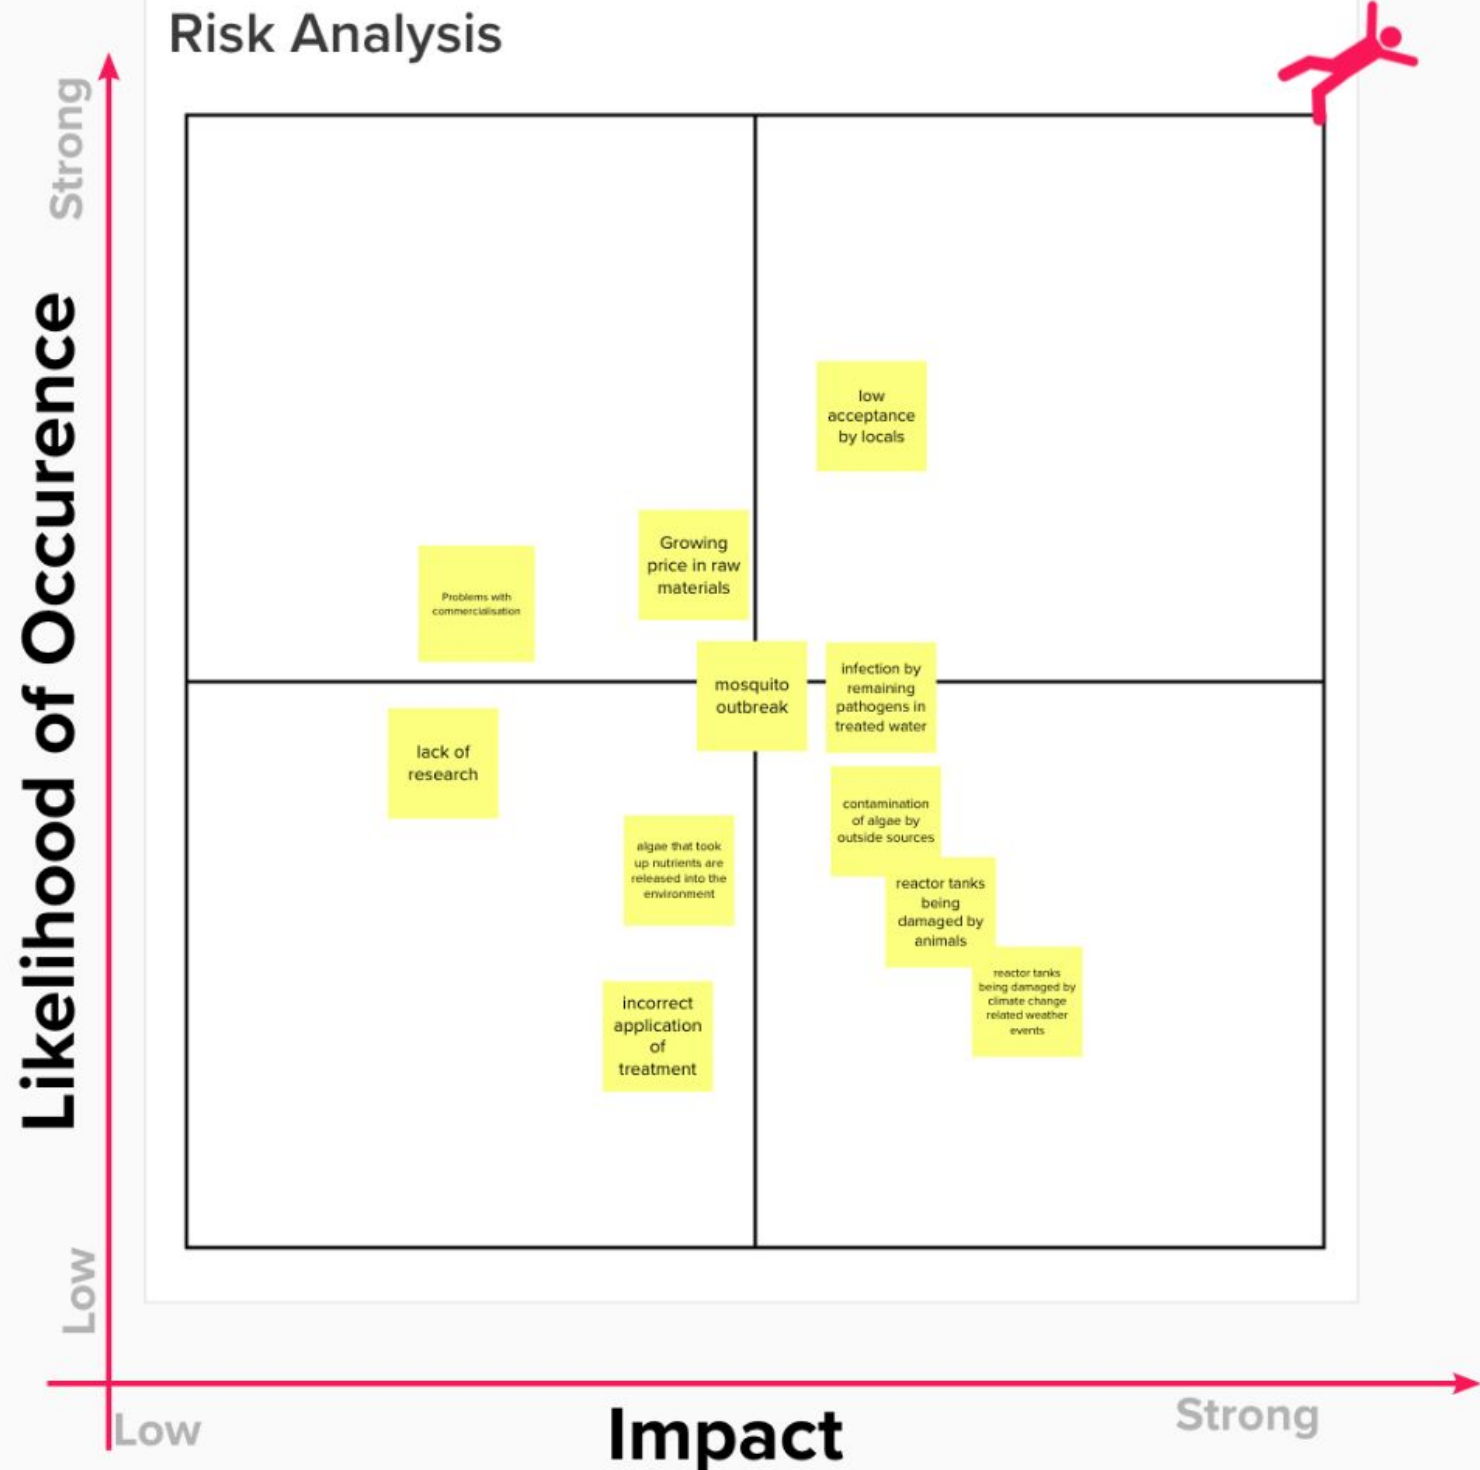 Risk Analysis
Strong
Likelihood of Occurence
Low
low
acceptance
by locals
Growing
price in raw
materials
Problems with
commercialisation
mosquito
outbreak
infection by
remaining
pathogens in
treated water
lack of
research
contamination
of algae by
outside sources
algae that took
up nutrients are
released into the
environment
reactor tanks
being
damaged by
animals
reactor tanks
being damaged by
climate change
related weather
events
incorrect
application
of
treatment
Low
Impact
Strong